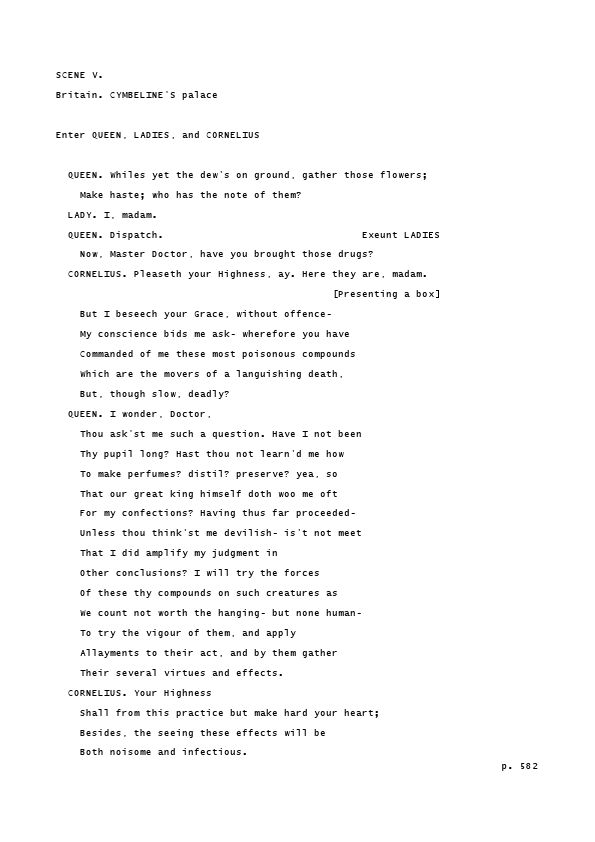 SCENE V.
Britain. CYMBELINE'S palace
Enter QUEEN, LADIES, and CORNELIUS
QUEEN. Whiles yet the dew's on ground, gather those flowers;
Make haste; who has the note of them?
LADY. I, madam.
QUEEN. Dispatch. Exeunt LADIES
Now, Master Doctor, have you brought those drugs?
CORNELIUS. Pleaseth your Highness, ay. Here they are, madam.
[Presenting a box]
But I beseech your Grace, without offence-
My conscience bids me ask- wherefore you have
Commanded of me these most poisonous compounds
Which are the movers of a languishing death,
But, though slow, deadly?
QUEEN. I wonder, Doctor,
Thou ask'st me such a question. Have I not been
Thy pupil long? Hast thou not learn'd me how
To make perfumes? distil? preserve? yea, so
That our great king himself doth woo me oft
For my confections? Having thus far proceeded-
Unless thou think'st me devilish- is't not meet
That I did amplify my judgment in
Other conclusions? I will try the forces
Of these thy compounds on such creatures as
We count not worth the hanging- but none human-
To try the vigour of them, and apply
Allayments to their act, and by them gather
Their several virtues and effects.
CORNELIUS. Your Highness
Shall from this practice but make hard your heart;
Besides, the seeing these effects will be
Both noisome and infectious.
p. 582